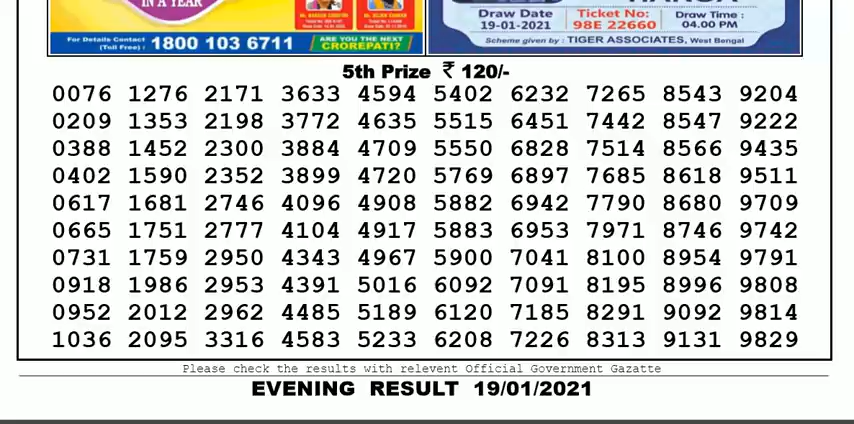 IN A YEAR
For Details Contact
(Toll Free) : 1800 103 6711
ARE YOU THE NEXT
CROREPATI?
Draw Date
19-01-2021
Ticket No:
98E 22660
Draw Time :
04.00 PM
Scheme given by : TIGER ASSOCIATES, West Bengal
5th Prize ₹ 120/-
0076 1276 2171 3633 4594 5402 6232 7265 8543 9204
0209 1353 2198 3772 4635 5515 6451 7442 8547 9222
0388 1452 2300 3884 4709 5550 6828 7514 8566 9435
0402 1590 2352 3899 4720 5769 6897 7685 8618 9511
0617 1681 2746 4096 4908 5882 6942 7790 8680 9709
0665 1751 2777 4104 4917 5883 6953 7971 8746 9742
0731 1759 2950 4343 4967 5900 7041 8100 8954 9791
0918 1986 2953 4391 5016 6092 7091 8195 8996 9808
0952 2012 2962 4485 5189 6120 7185 8291 9092 9814
1036 2095 3316 4583 5233 6208 7226 8313 9131 9829
Please check the results with relevent Official Government Gazatte
EVENING RESULT 19/01/2021